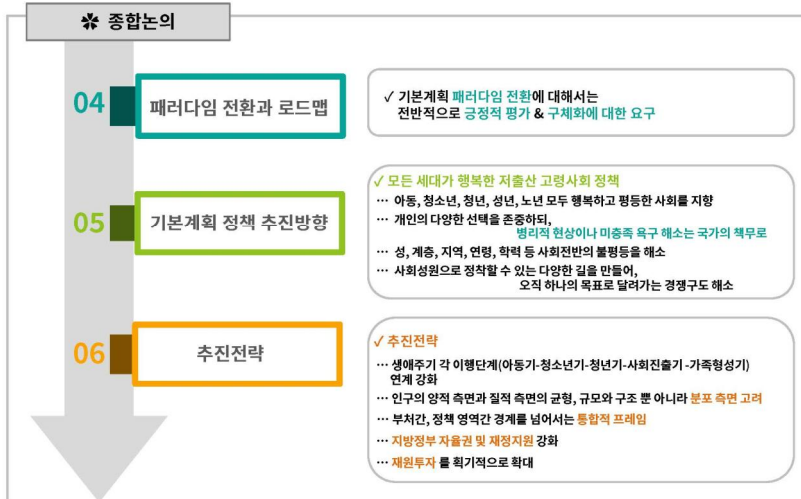 ✽ 종합논의
04
패러다임 전환과 로드맵
✓ 기본계획 패러다임 전환에 대해서는
전반적으로 긍정적 평가 & 구체화에 대한 요구
05
기본계획 정책 추진방향
✓ 모든 세대가 행복한 저출산 고령사회 정책
… 아동, 청소년, 청년, 성년, 노년 모두 행복하고 평등한 사회를 지향
… 개인의 다양한 선택을 존중하되,
병리적 현상이나 미충족 욕구 해소는 국가의 책무로
… 성, 계층, 지역, 연령, 학력 등 사회전반의 불평등을 해소
… 사회성원으로 정착할 수 있는 다양한 길을 만들어,
오직 하나의 목표로 달려가는 경쟁구도 해소
06
추진전략
✓ 추진전략
… 생애주기 각 이행단계(아동기-청소년기-청년기-사회진출기 -가족형성기)
연계 강화
… 인구의 양적 측면과 질적 측면의 균형, 규모와 구조 뿐 아니라 분포 측면 고려
… 부처간, 정책 영역간 경계를 넘어서는 통합적 프레임
… 지방정부 자율권 및 재정지원 강화
… 재원투자 를 획기적으로 확대